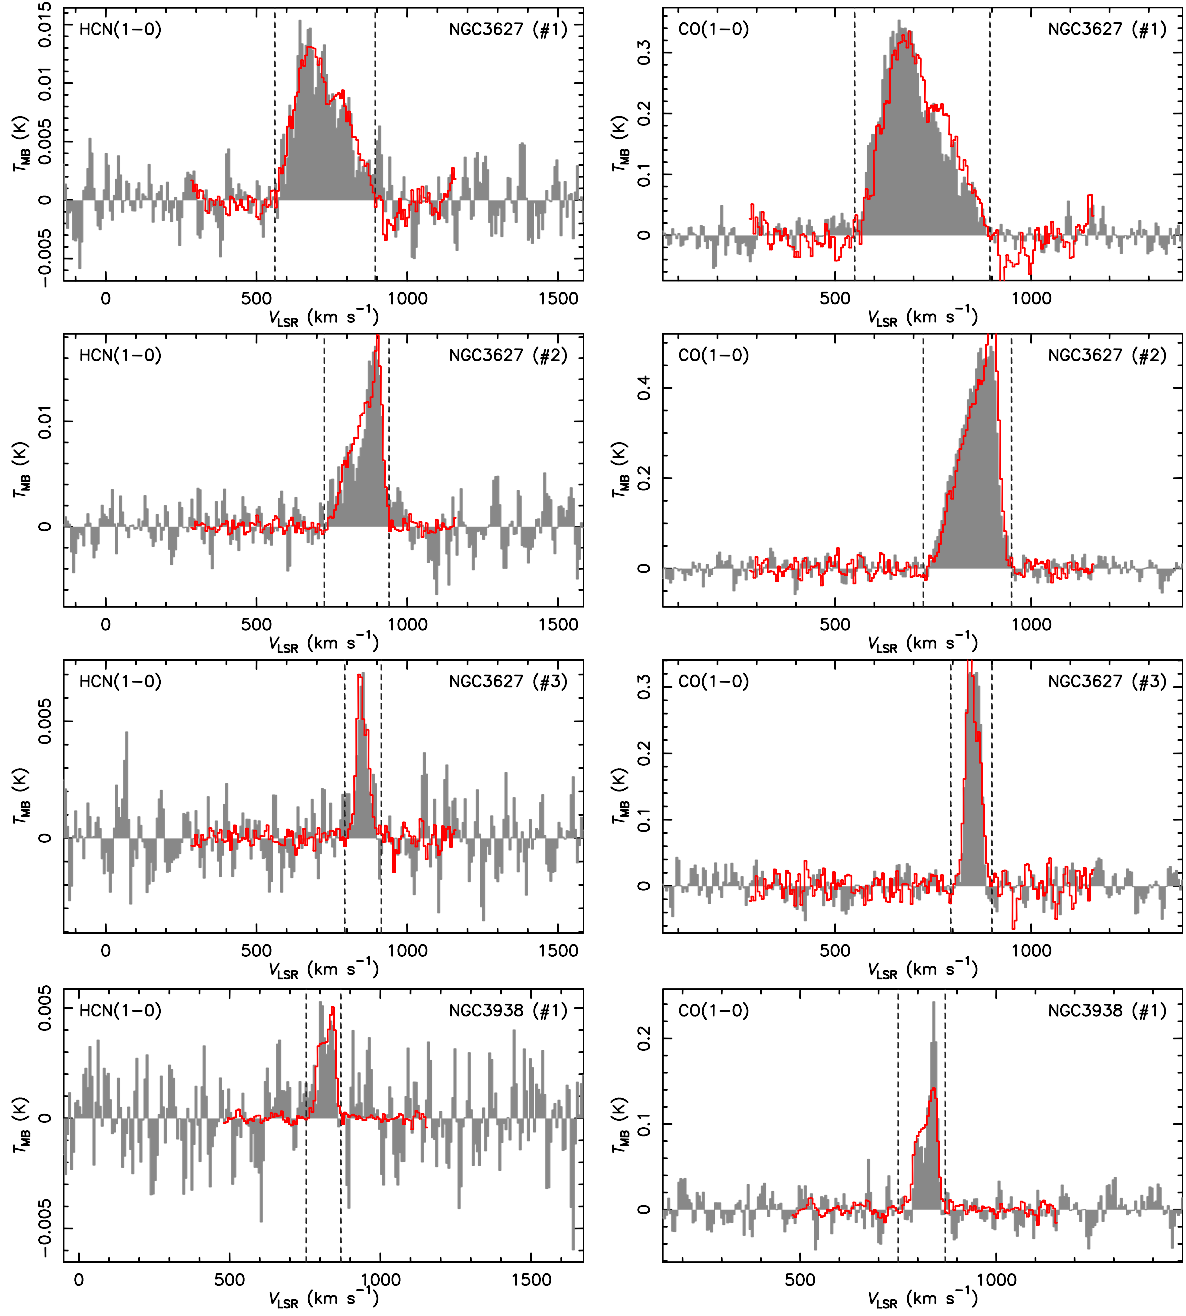 HCN(1−0) NGC3627 (#1)
T_MB (K)
0.015
0.01
0.005
0
−0.005
0 500 1000 1500
V_LSR (km s⁻¹)
CO(1−0) NGC3627 (#1)
T_MB (K)
0.3
0.2
0.1
0
500 1000
V_LSR (km s⁻¹)
HCN(1−0) NGC3627 (#2)
T_MB (K)
0.01
0
0 500 1000 1500
V_LSR (km s⁻¹)
CO(1−0) NGC3627 (#2)
T_MB (K)
0.4
0.2
0
500 1000
V_LSR (km s⁻¹)
HCN(1−0) NGC3627 (#3)
T_MB (K)
0.005
0
0 500 1000 1500
V_LSR (km s⁻¹)
CO(1−0) NGC3627 (#3)
T_MB (K)
0.3
0.2
0.1
0
500 1000
V_LSR (km s⁻¹)
HCN(1−0) NGC3938 (#1)
T_MB (K)
0.005
0
−0.005
0 500 1000 1500
V_LSR (km s⁻¹)
CO(1−0) NGC3938 (#1)
T_MB (K)
0.2
0.1
0
500 1000
V_LSR (km s⁻¹)